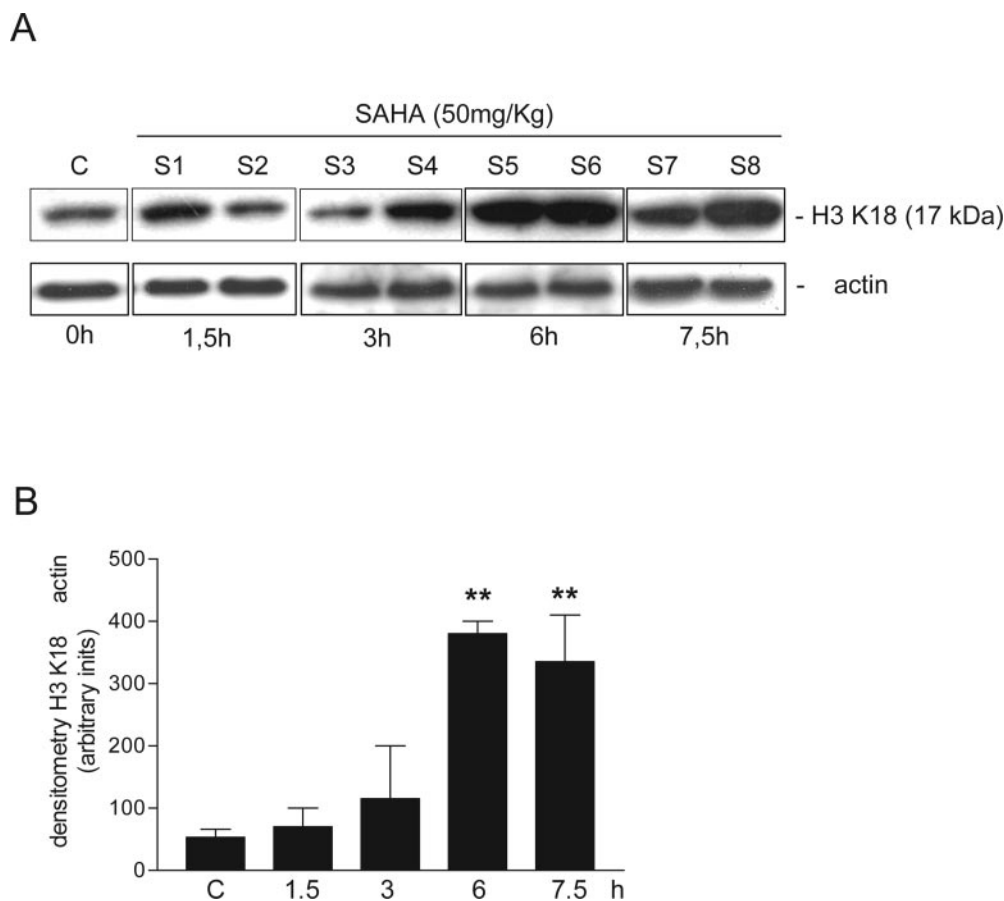 A
SAHA (50mg/Kg)
C S1 S2 S3 S4 S5 S6 S7 S8
- H3 K18 (17 kDa)
- actin
0h 1,5h 3h 6h 7,5h
B
densitometry H3 K18 actin
(arbitrary inits)
500
400
300
200
100
0
** **
C 1.5 3 6 7.5 h